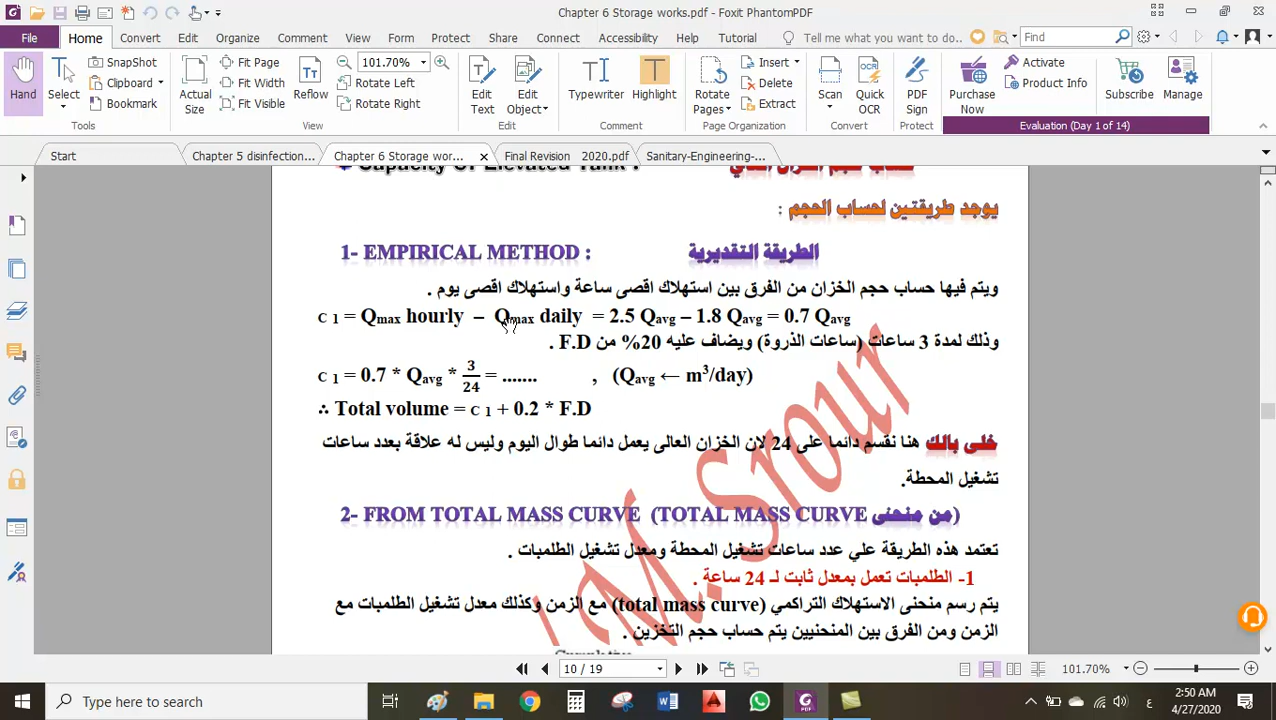 Chapter 6 Storage works.pdf - Foxit PhantomPDF
File Home Convert Edit Organize Comment View Form Protect Share Connect Accessibility Help Tutorial Tell me what you want to do.. Find
Hand
Select
SnapShot
Clipboard
Bookmark
Tools
Actual Size
Fit Page
Fit Width
Fit Visible
Reflow
101.70%
Rotate Left
Rotate Right
View
Edit Text
Edit Object
Edit
Typewriter
Highlight
Comment
Rotate Pages
Insert
Delete
Extract
Page Organization
Scan
Quick OCR
Convert
PDF Sign
Protect
Purchase Now
Activate
Product Info
Subscribe
Manage
Evaluation (Day 1 of 14)
Start Chapter 5 disinfection... Chapter 6 Storage wor... Final Revision 2020.pdf Sanitary-Engineering-...
Capacity Of Elevated Tank :
يوجد طريقتين لحساب الحجم :
1- EMPIRICAL METHOD : الطريقة التقديرية
ويتم فيها حساب حجم الخزان من الفرق بين استهلاك اقصى ساعة واستهلاك اقصى يوم .
C 1 = Qmax hourly – Qmax daily = 2.5 Qavg – 1.8 Qavg = 0.7 Qavg
وذلك لمدة 3 ساعات (ساعات الذروة) ويضاف عليه 20% من F.D .
C 1 = 0.7 * Qavg * 3/24 = ....... , (Qavg ← m3/day)
∴ Total volume = C 1 + 0.2 * F.D
خلى بالك هنا نقسم دائما على 24 لان الخزان العالى يعمل دائما طوال اليوم وليس له علاقة بعدد ساعات
تشغيل المحطة.
2- FROM TOTAL MASS CURVE (TOTAL MASS CURVE من منحنى)
تعتمد هذه الطريقة علي عدد ساعات تشغيل المحطة ومعدل تشغيل الطلمبات .
1- الطلمبات تعمل بمعدل ثابت لـ 24 ساعة .
يتم رسم منحنى الاستهلاك التراكمي (total mass curve) مع الزمن وكذلك معدل تشغيل الطلمبات مع
الزمن ومن الفرق بين المنحنيين يتم حساب حجم التخزين .
M.Srour
10 / 19
101.70%
Type here to search
2:50 AM
4/27/2020